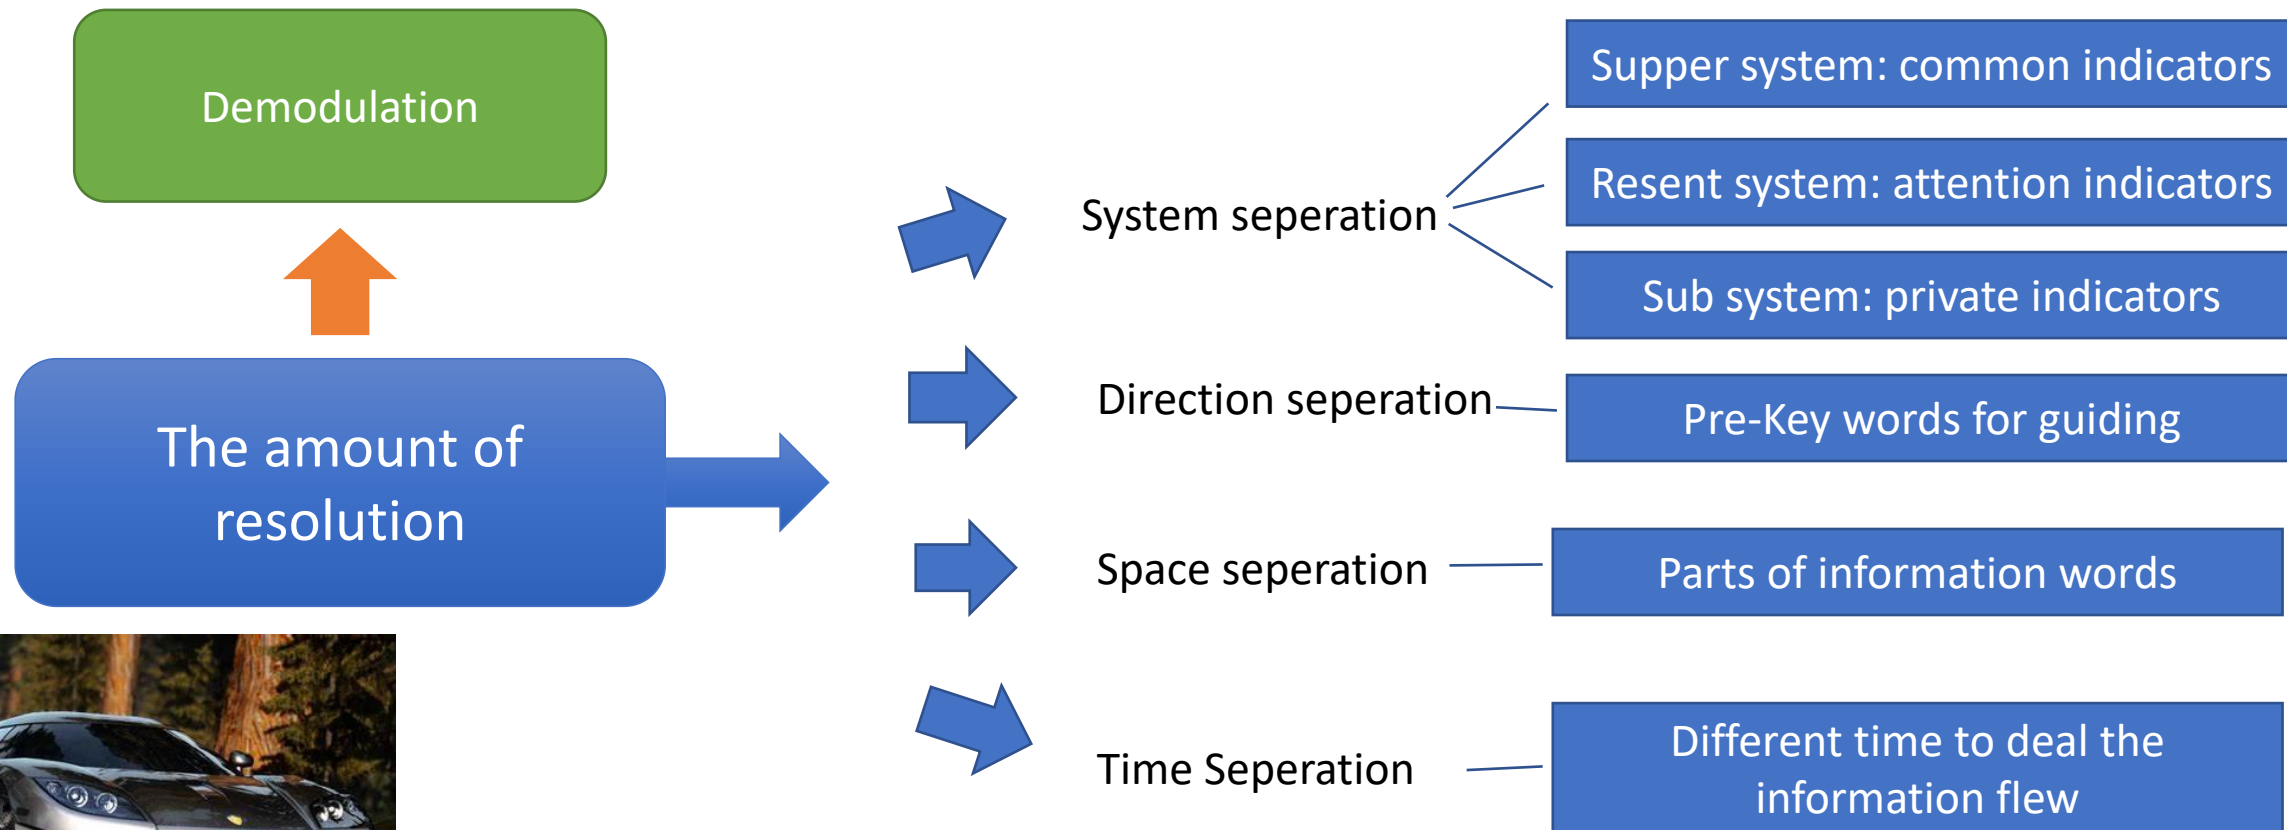 Demodulation
The amount of
resolution
System seperation
Supper system: common indicators
Resent system: attention indicators
Sub system: private indicators
Direction seperation
Pre-Key words for guiding
Space seperation
Parts of information words
Time Seperation
Different time to deal the
information flew